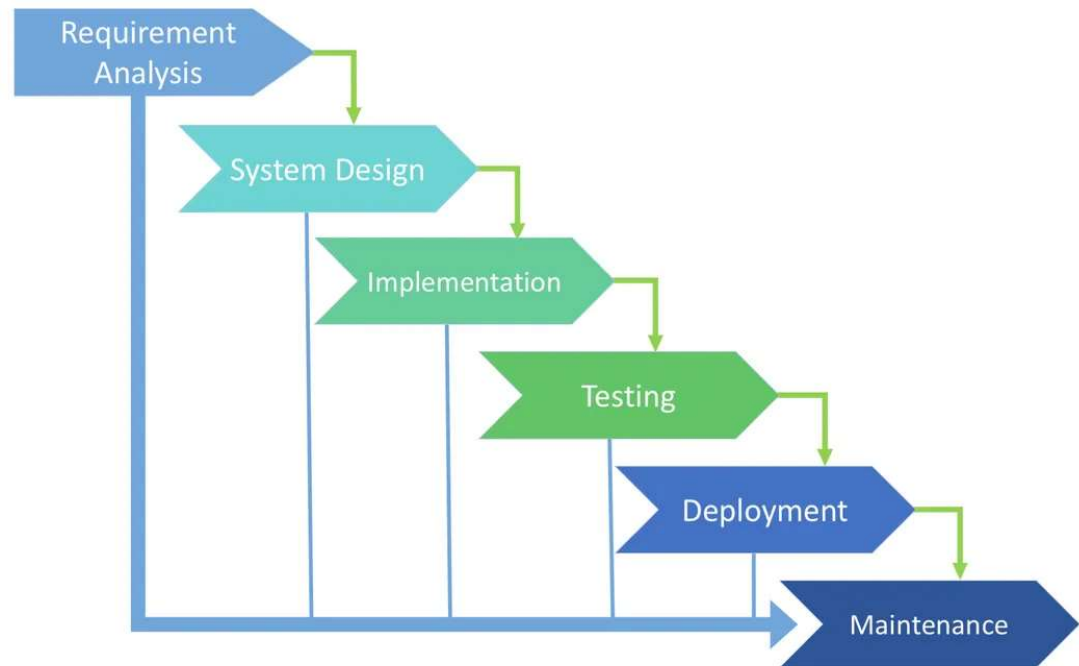 Requirement
Analysis
System Design
Implementation
Testing
Deployment
Maintenance